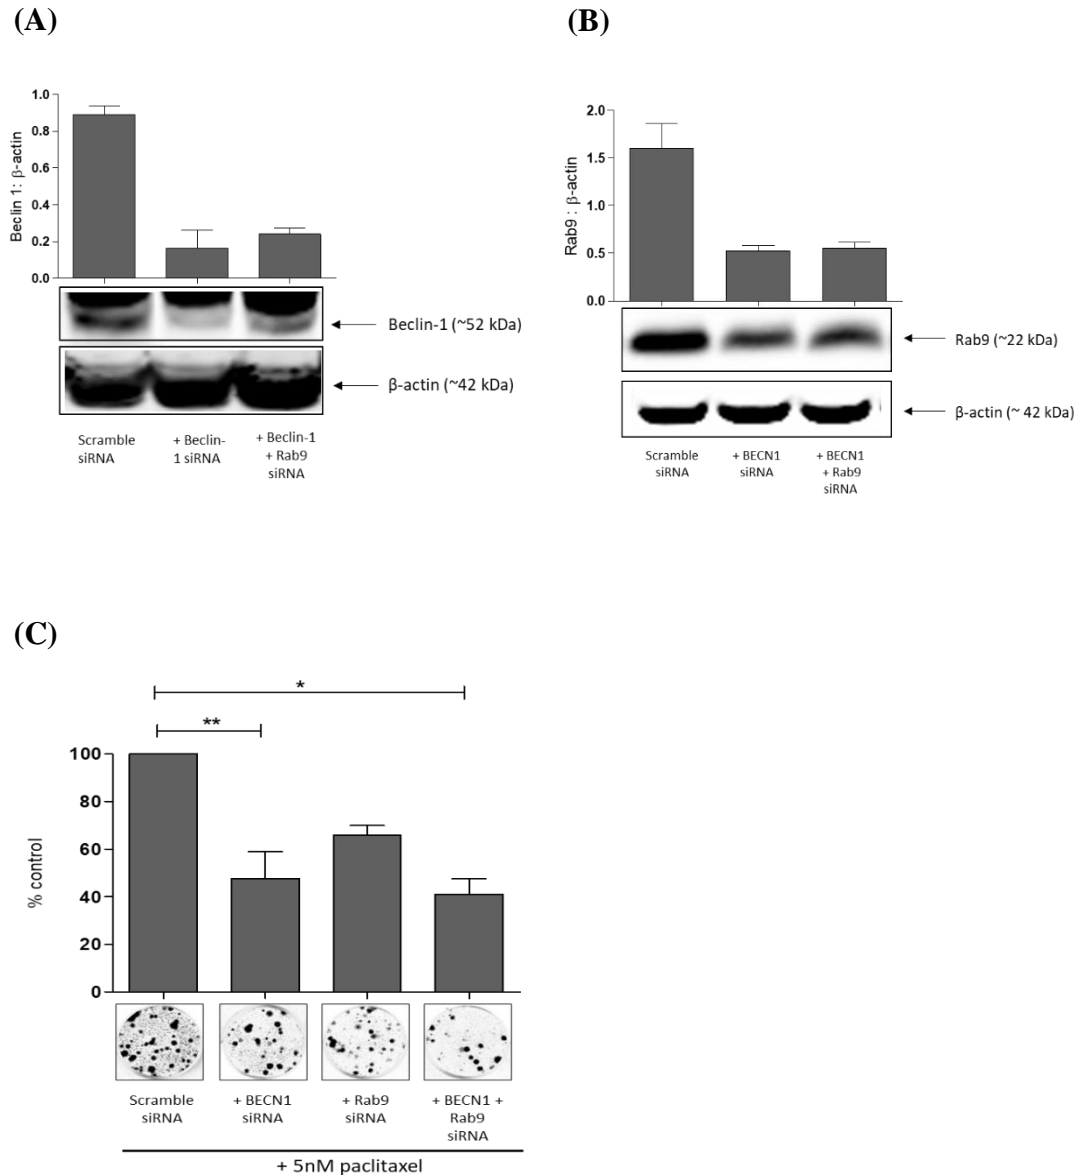 (A)
(B)
1.0
0.8
0.6
0.4
0.2
0.0
Beclin 1: β-actin
Beclin-1 (~52 kDa)
β-actin (~42 kDa)
Scramble
siRNA
+ Beclin-
1 siRNA
+ Beclin-1
+ Rab9
siRNA
2.0
1.5
1.0
0.5
0.0
Rab9 : β-actin
Rab9 (~22 kDa)
β-actin (~ 42 kDa)
Scramble
siRNA
+ BECN1
siRNA
+ BECN1
+ Rab9
siRNA
(C)
*
**
100
80
60
40
20
0
% control
Scramble
siRNA
+ BECN1
siRNA
+ Rab9
siRNA
+ BECN1 +
Rab9
siRNA
+ 5nM paclitaxel